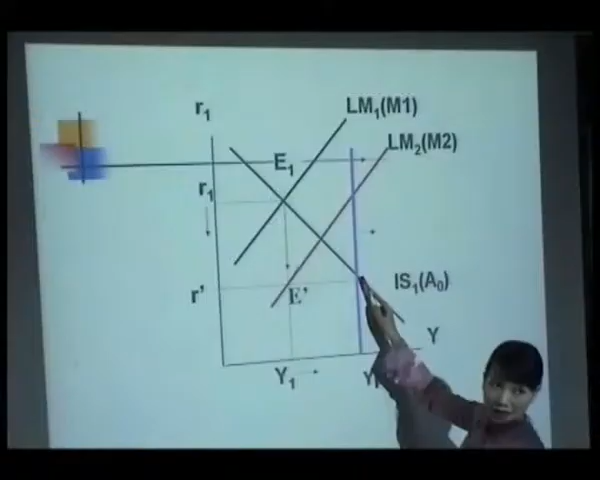 r₁
LM₁(M1)
LM₂(M2)
E₁
r₁
r'
E'
IS₁(A₀)
Y
Y₁